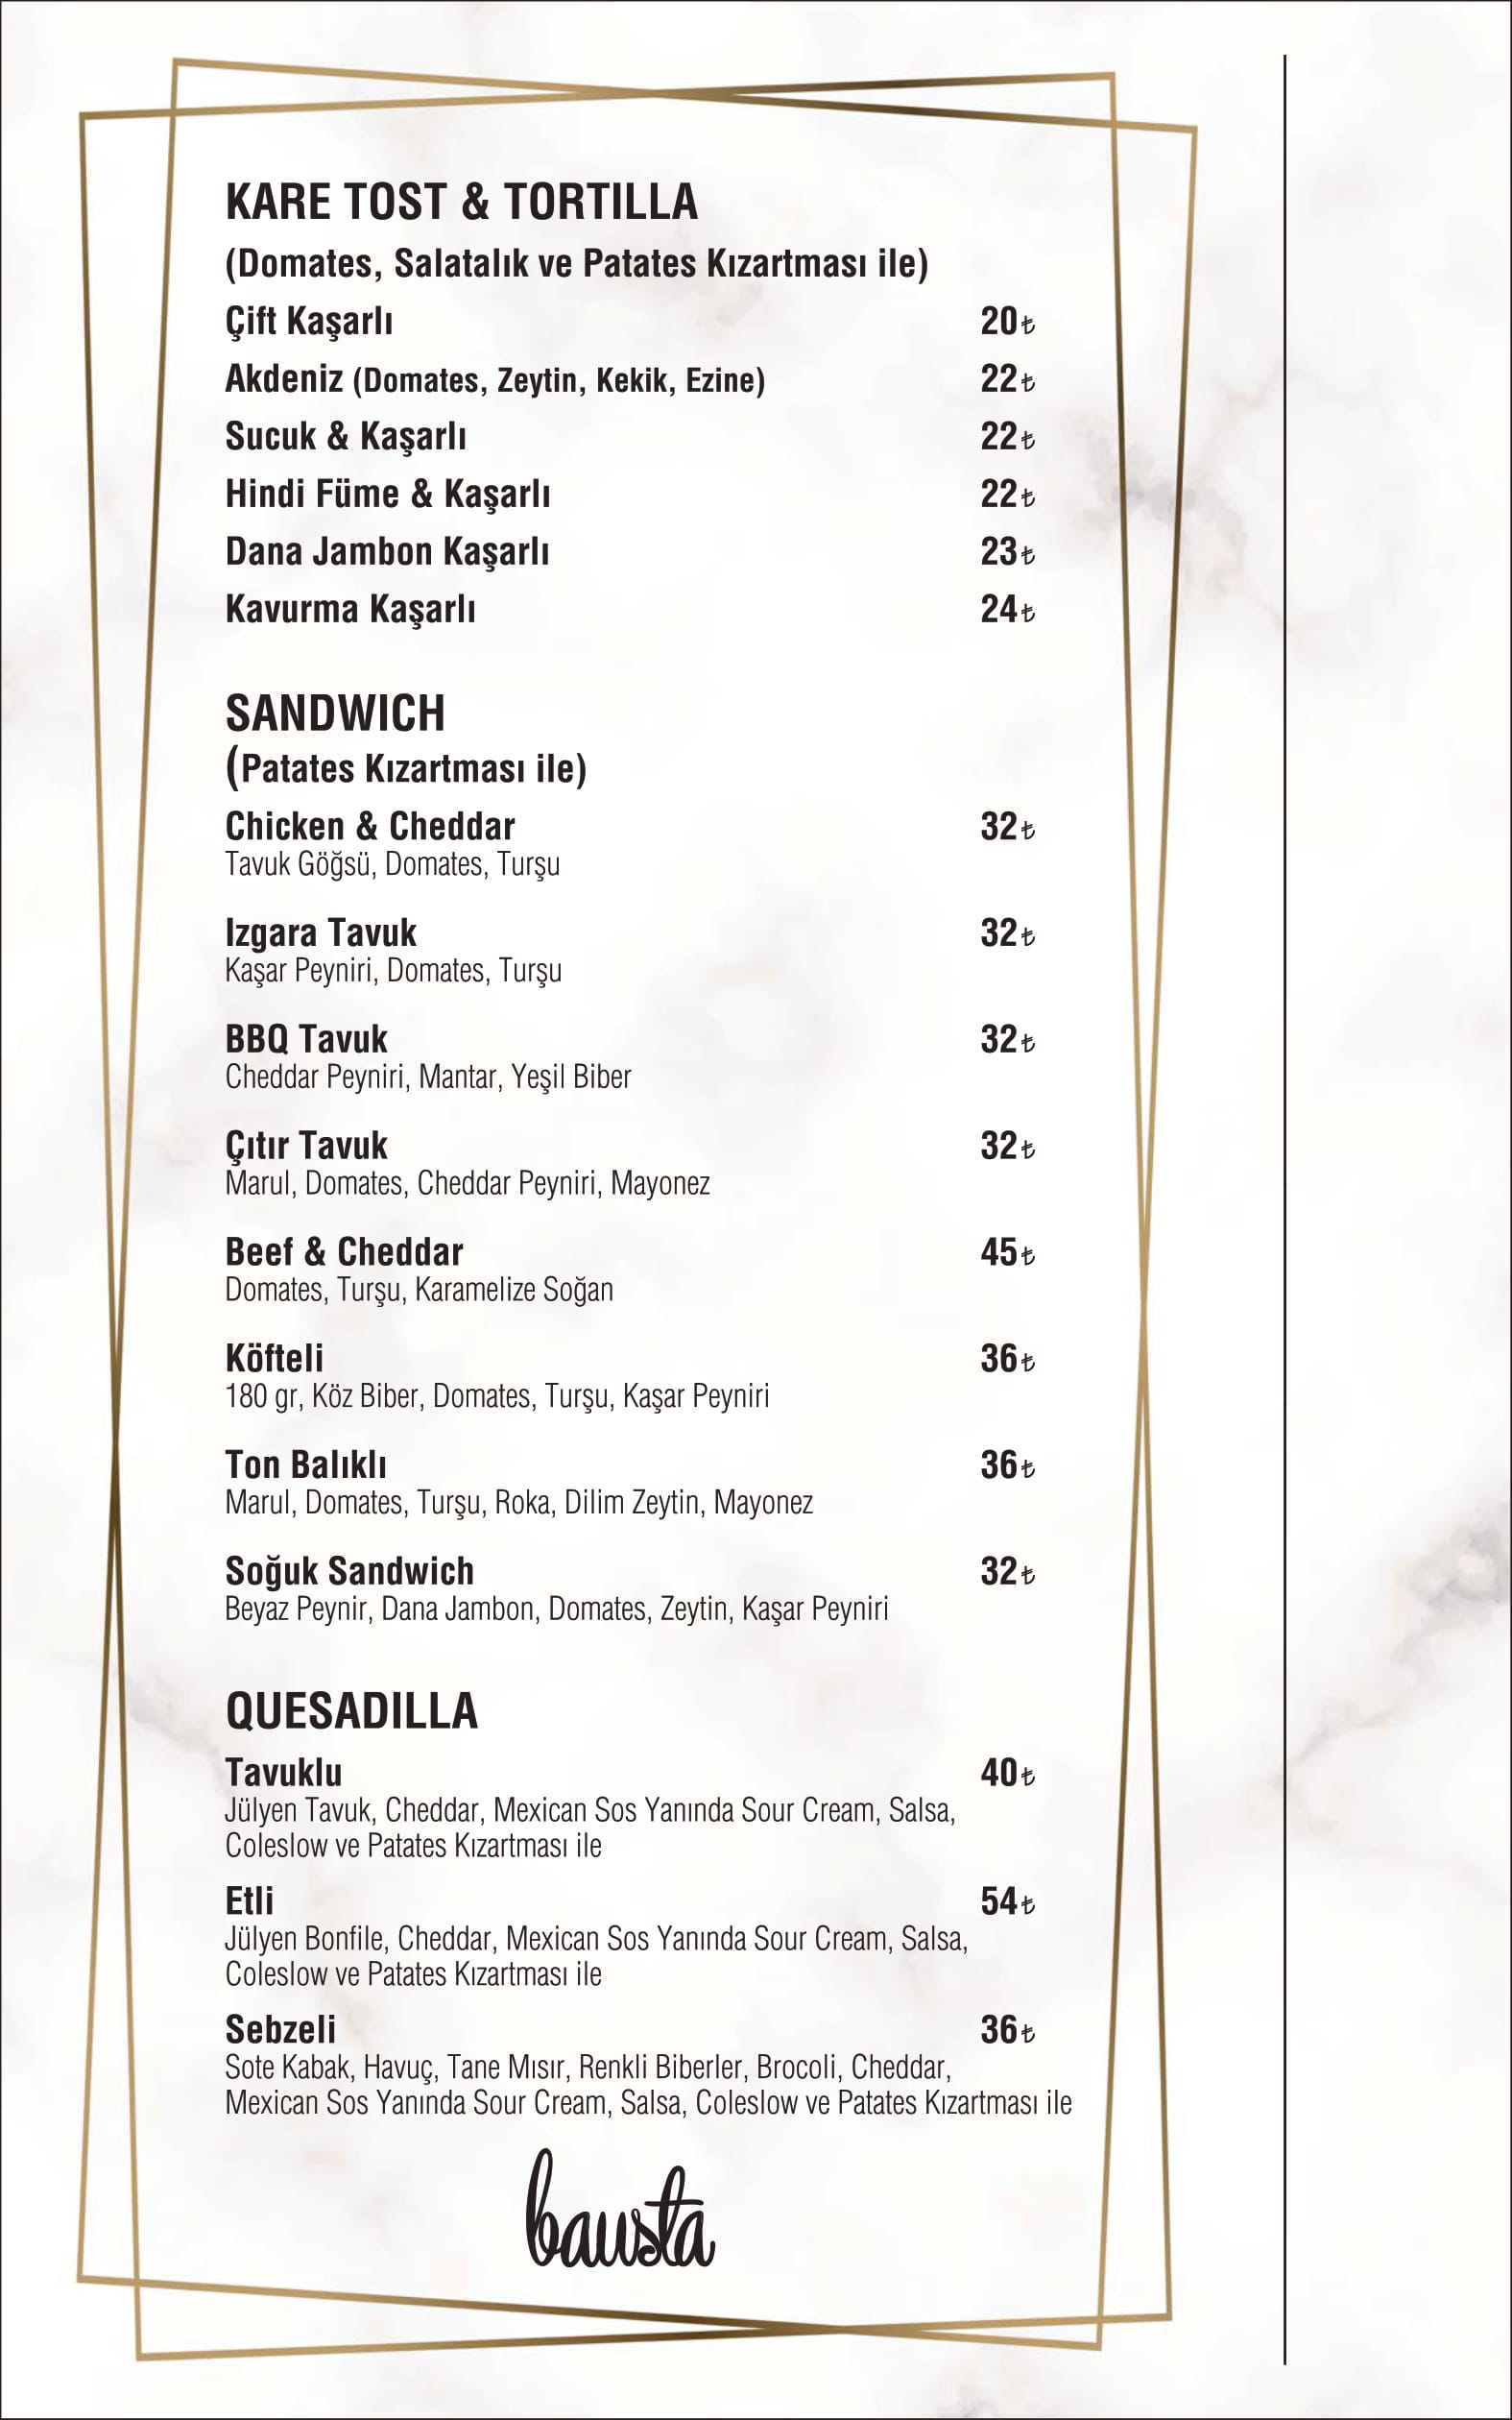 KARE TOST & TORTILLA
(Domates, Salatalık ve Patates Kızartması ile)
Çift Kaşarlı 20₺
Akdeniz (Domates, Zeytin, Kekik, Ezine) 22₺
Sucuk & Kaşarlı 22₺
Hindi Füme & Kaşarlı 22₺
Dana Jambon Kaşarlı 23₺
Kavurma Kaşarlı 24₺
SANDWICH
(Patates Kızartması ile)
Chicken & Cheddar 32₺
Tavuk Göğsü, Domates, Turşu
Izgara Tavuk 32₺
Kaşar Peyniri, Domates, Turşu
BBQ Tavuk 32₺
Cheddar Peyniri, Mantar, Yeşil Biber
Çıtır Tavuk 32₺
Marul, Domates, Cheddar Peyniri, Mayonez
Beef & Cheddar 45₺
Domates, Turşu, Karamelize Soğan
Köfteli 36₺
180 gr, Köz Biber, Domates, Turşu, Kaşar Peyniri
Ton Balıklı 36₺
Marul, Domates, Turşu, Roka, Dilim Zeytin, Mayonez
Soğuk Sandwich 32₺
Beyaz Peynir, Dana Jambon, Domates, Zeytin, Kaşar Peyniri
QUESADILLA
Tavuklu 40₺
Jülyen Tavuk, Cheddar, Mexican Sos Yanında Sour Cream, Salsa,
Coleslow ve Patates Kızartması ile
Etli 54₺
Jülyen Bonfile, Cheddar, Mexican Sos Yanında Sour Cream, Salsa,
Coleslow ve Patates Kızartması ile
Sebzeli 36₺
Sote Kabak, Havuç, Tane Mısır, Renkli Biberler, Brocoli, Cheddar,
Mexican Sos Yanında Sour Cream, Salsa, Coleslow ve Patates Kızartması ile
bausta